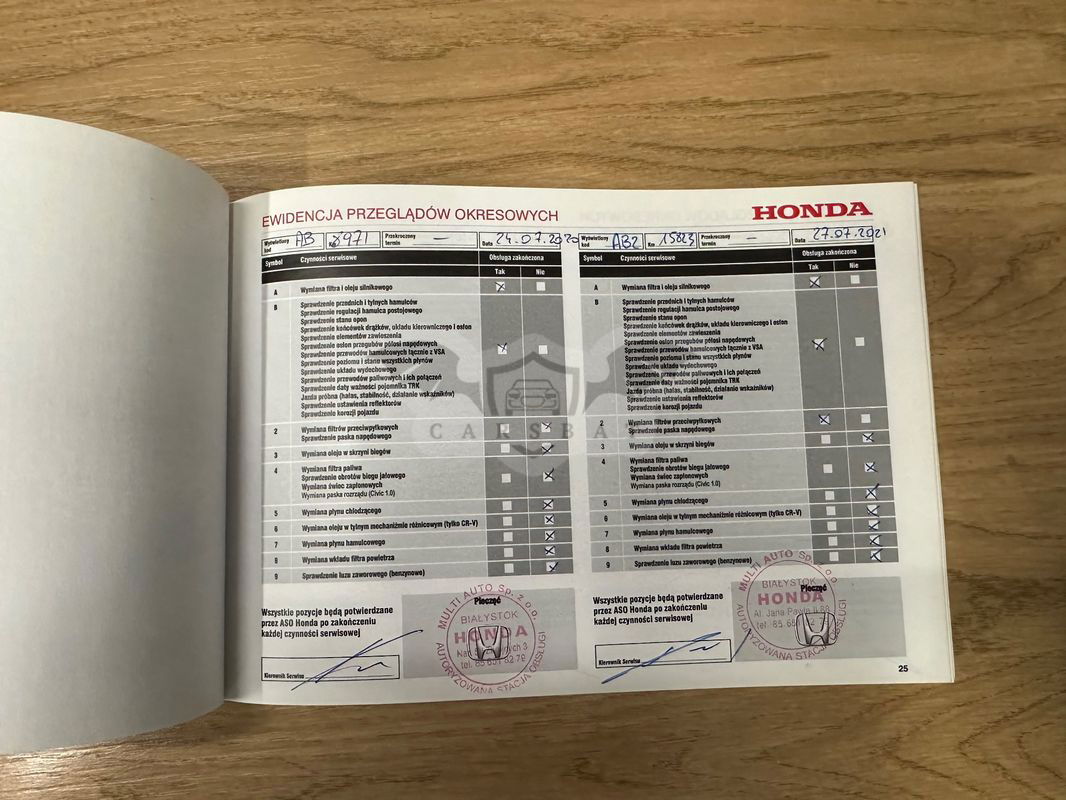 EWIDENCJA PRZEGLĄDÓW OKRESOWYCH
HONDA
Wyświetlony kod AB Km 8971 Przekroczony termin — Data 24.07.2020
Symbol Czynności serwisowe Obsługa zakończona
Tak Nie
A Wymiana filtra i oleju silnikowego
B Sprawdzenie przednich i tylnych hamulców
Sprawdzenie regulacji hamulca postojowego
Sprawdzenie stanu opon
Sprawdzenie końcówek drążków, układu kierowniczego i osłon
Sprawdzenie elementów zawieszenia
Sprawdzenie osłon przegubów półosi napędowych
Sprawdzenie przewodów hamulcowych łącznie z VSA
Sprawdzenie poziomu i stanu wszystkich płynów
Sprawdzenie układu wydechowego
Sprawdzenie przewodów paliwowych i ich połączeń
Sprawdzenie daty ważności pojemnika TRK
Jazda próbna (hałas, stabilność, działanie wskaźników)
Sprawdzenie ustawienia reflektorów
Sprawdzenie korozji pojazdu
2 Wymiana filtrów przeciwpyłkowych
Sprawdzenie paska napędowego
3 Wymiana oleju w skrzyni biegów
4 Wymiana filtra paliwa
Sprawdzenie obrotów biegu jałowego
Wymiana świec zapłonowych
Wymiana paska rozrządu (Civic 1.0)
5 Wymiana płynu chłodzącego
6 Wymiana oleju w tylnym mechanizmie różnicowym (tylko CR-V)
7 Wymiana płynu hamulcowego
8 Wymiana wkładu filtra powietrza
9 Sprawdzenie luzu zaworowego (benzynowe)
Wszystkie pozycje będą potwierdzane
przez ASO Honda po zakończeniu
każdej czynności serwisowej
Kierownik Serwisu
Pieczęć
MULTI AUTO Sp. z o.o.
BIAŁYSTOK
HONDA
AUTORYZOWANA STACJA OBSŁUGI
Wyświetlony kod AB2 Km 15823 Przekroczony termin — Data 27.07.2021
Symbol Czynności serwisowe Obsługa zakończona
Tak Nie
A Wymiana filtra i oleju silnikowego
B Sprawdzenie przednich i tylnych hamulców
Sprawdzenie regulacji hamulca postojowego
Sprawdzenie stanu opon
Sprawdzenie końcówek drążków, układu kierowniczego i osłon
Sprawdzenie elementów zawieszenia
Sprawdzenie osłon przegubów półosi napędowych
Sprawdzenie przewodów hamulcowych łącznie z VSA
Sprawdzenie poziomu i stanu wszystkich płynów
Sprawdzenie układu wydechowego
Sprawdzenie przewodów paliwowych i ich połączeń
Sprawdzenie daty ważności pojemnika TRK
Jazda próbna (hałas, stabilność, działanie wskaźników)
Sprawdzenie ustawienia reflektorów
Sprawdzenie korozji pojazdu
2 Wymiana filtrów przeciwpyłkowych
Sprawdzenie paska napędowego
3 Wymiana oleju w skrzyni biegów
4 Wymiana filtra paliwa
Sprawdzenie obrotów biegu jałowego
Wymiana świec zapłonowych
Wymiana paska rozrządu (Civic 1.0)
5 Wymiana płynu chłodzącego
6 Wymiana oleju w tylnym mechanizmie różnicowym (tylko CR-V)
7 Wymiana płynu hamulcowego
8 Wymiana wkładu filtra powietrza
9 Sprawdzenie luzu zaworowego (benzynowe)
Wszystkie pozycje będą potwierdzane
przez ASO Honda po zakończeniu
każdej czynności serwisowej
Kierownik Serwisu
Pieczęć
MULTI AUTO Sp. z o.o.
BIAŁYSTOK
HONDA
Al. Jana Pawła II
AUTORYZOWANA STACJA OBSŁUGI
25